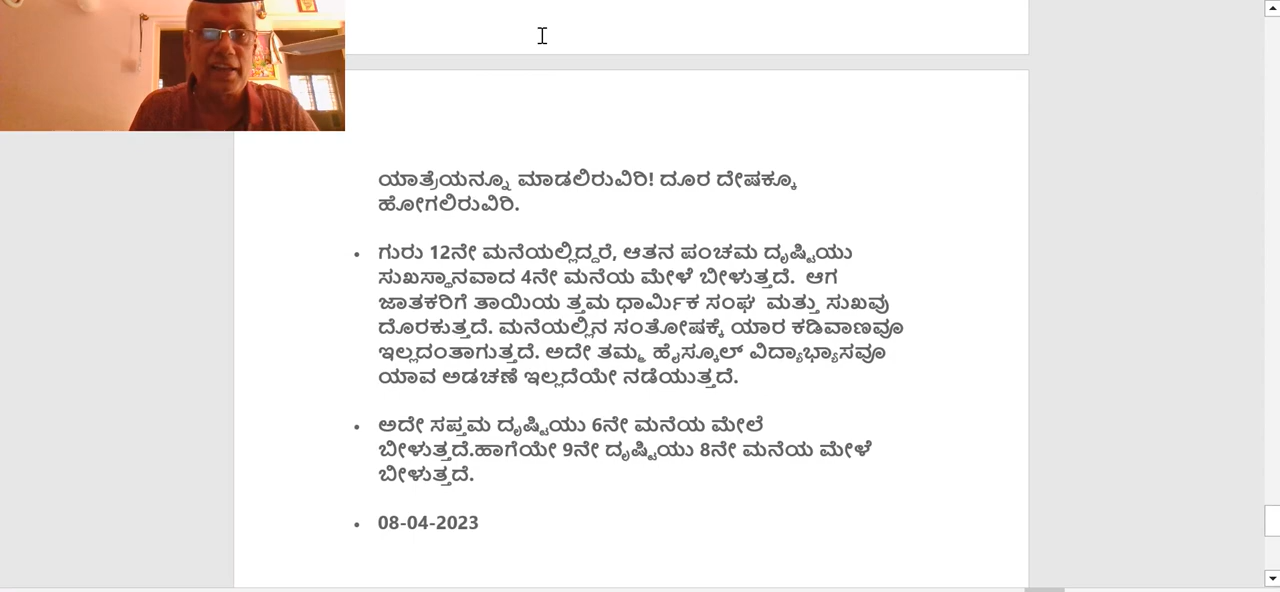 ಯಾತ್ರೆಯನ್ನೂ ಮಾಡಲಿರುವಿರಿ! ದೂರ ದೇಷಕ್ಕೂ
ಹೋಗಲಿರುವಿರಿ.
• ಗುರು 12ನೇ ಮನೆಯಲ್ಲಿದ್ದರೆ, ಆತನ ಪಂಚಮ ದೃಷ್ಟಿಯು
ಸುಖಸ್ಥಾನವಾದ 4ನೇ ಮನೆಯ ಮೇಳೆ ಬೀಳುತ್ತದೆ. ಆಗ
ಜಾತಕರಿಗೆ ತಾಯಿಯ ತ್ತಮ ಧಾರ್ಮಿಕ ಸಂಘ ಮತ್ತು ಸುಖವು
ದೊರಕುತ್ತದೆ. ಮನೆಯಲ್ಲಿನ ಸಂತೋಷಕ್ಕೆ ಯಾರ ಕಡಿವಾಣವೂ
ಇಲ್ಲದಂತಾಗುತ್ತದೆ. ಅದೇ ತಮ್ಮ ಹೈಸ್ಕೂಲ್ ವಿದ್ಯಾಭ್ಯಾಸವೂ
ಯಾವ ಅಡಚಣೆ ಇಲ್ಲದೆಯೇ ನಡೆಯುತ್ತದೆ.
• ಅದೇ ಸಪ್ತಮ ದೃಷ್ಟಿಯು 6ನೇ ಮನೆಯ ಮೇಲೆ
ಬೀಳುತ್ತದೆ.ಹಾಗೆಯೇ 9ನೇ ದೃಷ್ಟಿಯು 8ನೇ ಮನೆಯ ಮೇಳೆ
ಬೀಳುತ್ತದೆ.
• 08-04-2023